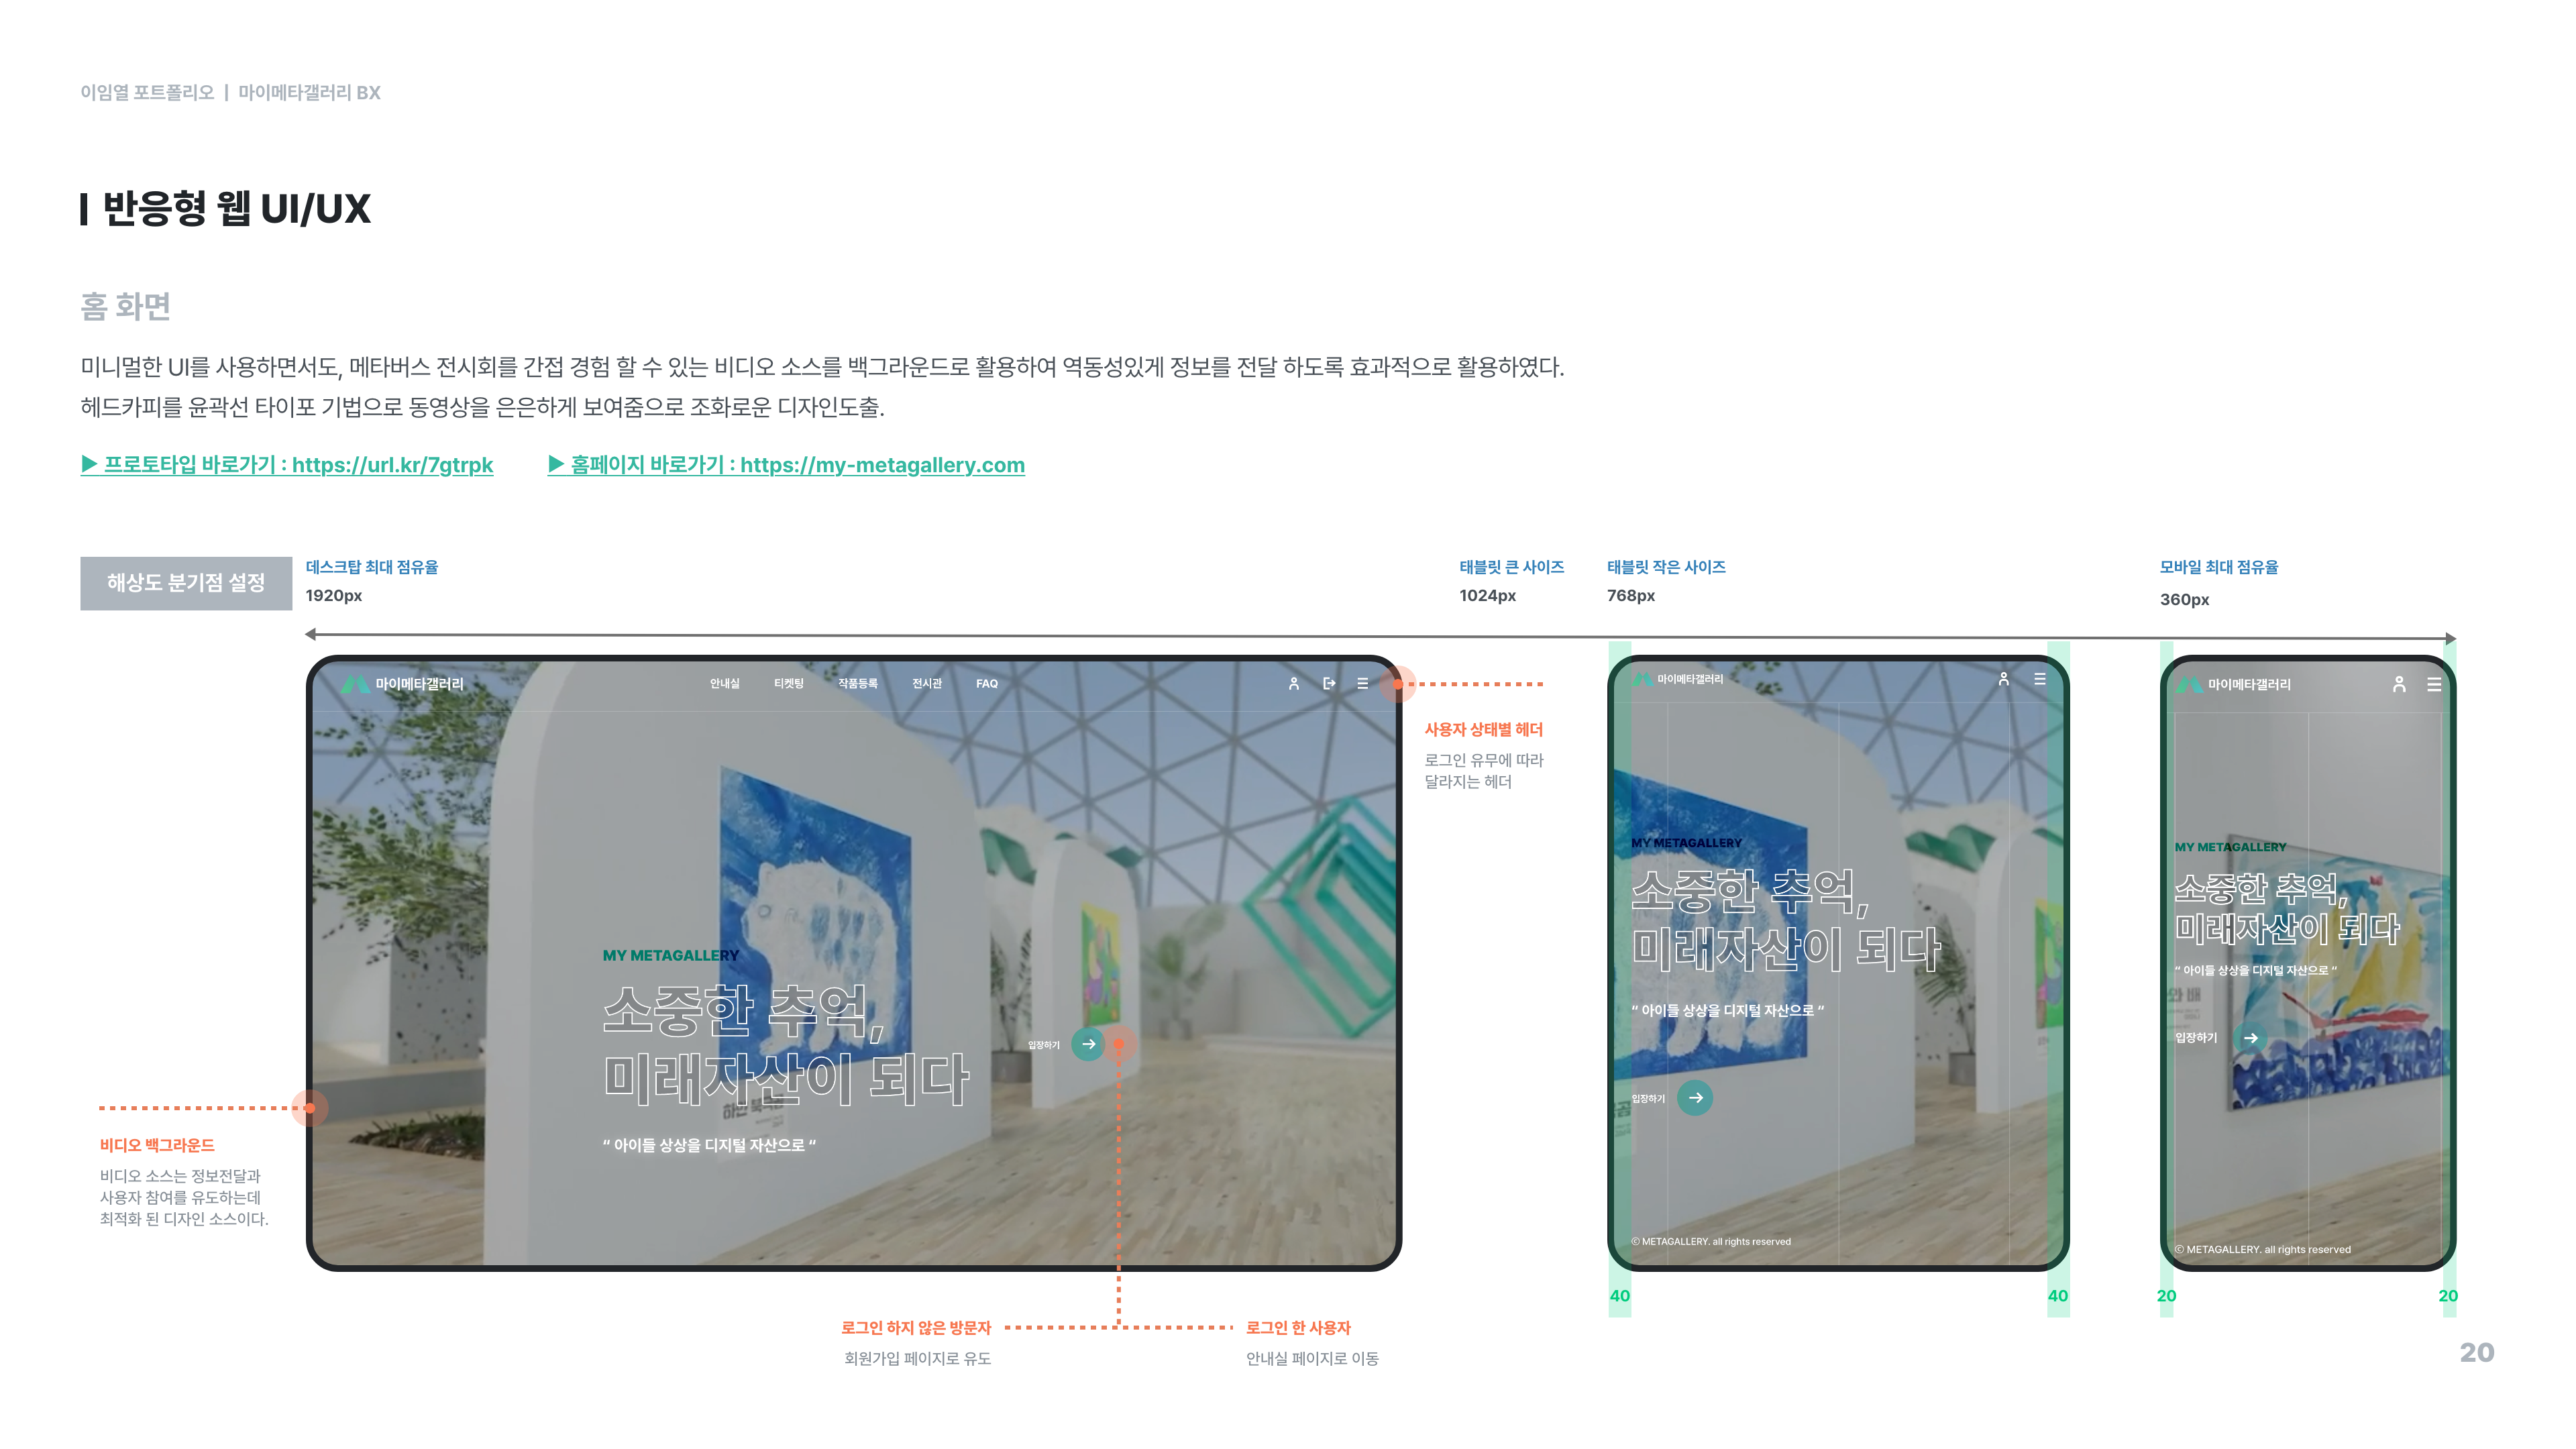 이임열 포트폴리오 | 마이메타갤러리 BX
반응형 웹 UI/UX
홈 화면
미니멀한 UI를 사용하면서도, 메타버스 전시회를 간접 경험 할 수 있는 비디오 소스를 백그라운드로 활용하여 역동성있게 정보를 전달 하도록 효과적으로 활용하였다.
헤드카피를 윤곽선 타이포 기법으로 동영상을 은은하게 보여줌으로 조화로운 디자인도출.
▶ 프로토타입 바로가기 : https://url.kr/7gtrpk
▶ 홈페이지 바로가기 : https://my-metagallery.com
해상도 분기점 설정
데스크탑 최대 점유율
1920px
태블릿 큰 사이즈
1024px
태블릿 작은 사이즈
768px
모바일 최대 점유율
360px
마이메타갤러리
안내실 티켓팅 작품등록 전시관 FAQ
MY METAGALLERY
소중한 추억,
미래자산이 되다
입장하기
“ 아이들 상상을 디지털 자산으로 “
사용자 상태별 헤더
로그인 유무에 따라
달라지는 헤더
비디오 백그라운드
비디오 소스는 정보전달과
사용자 참여를 유도하는데
최적화 된 디자인 소스이다.
로그인 하지 않은 방문자
회원가입 페이지로 유도
로그인 한 사용자
안내실 페이지로 이동
마이메타갤러리
MY METAGALLERY
소중한 추억,
미래자산이 되다
“ 아이들 상상을 디지털 자산으로 “
입장하기
ⓒ METAGALLERY. all rights reserved
40
40
마이메타갤러리
MY METAGALLERY
소중한 추억,
미래자산이 되다
“ 아이들 상상을 디지털 자산으로 “
와 배
입장하기
ⓒ METAGALLERY. all rights reserved
20
20
20